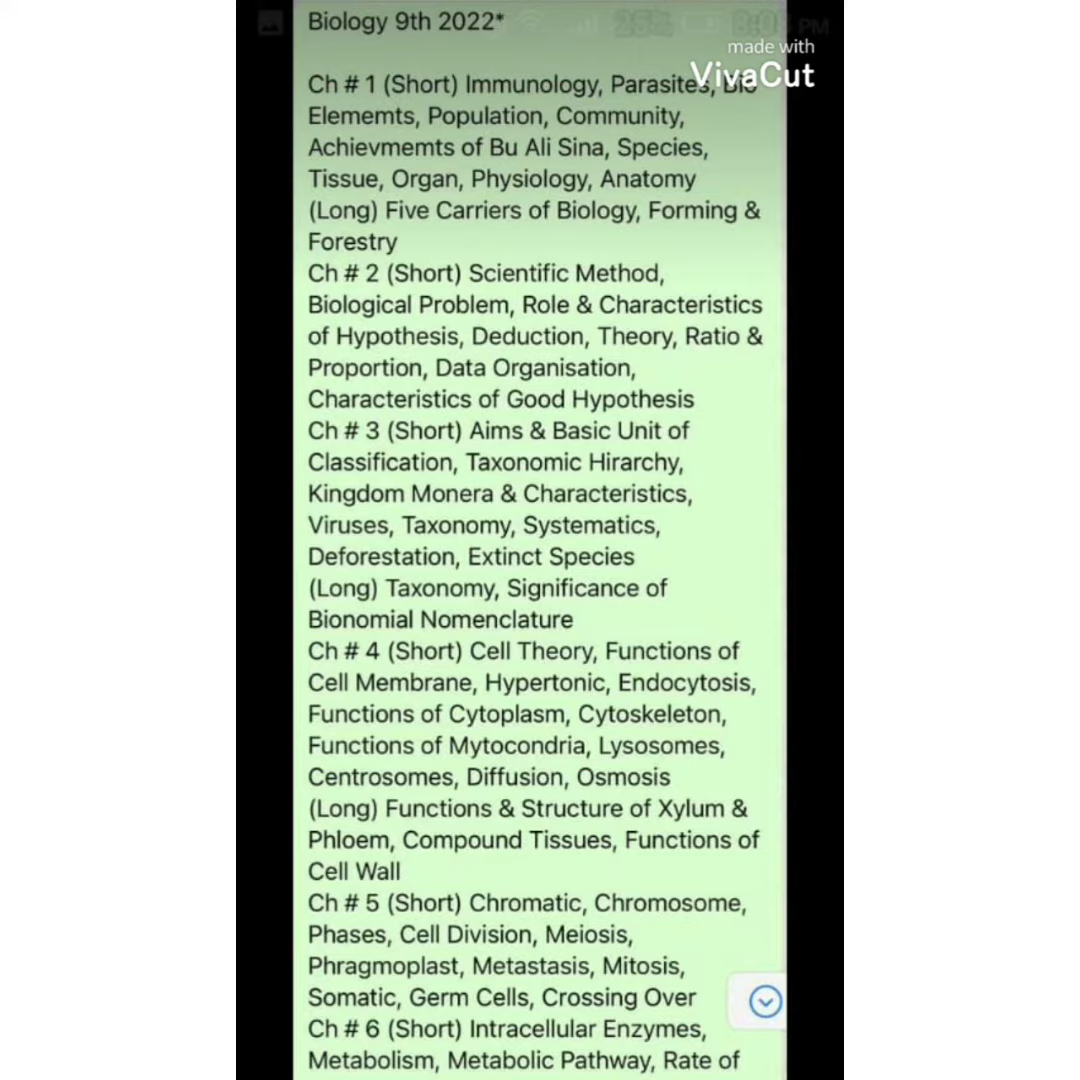 Biology 9th 2022*
25%
PM
made with
VivaCut
Ch # 1 (Short) Immunology, Parasites, Bio
Elememts, Population, Community,
Achievmemts of Bu Ali Sina, Species,
Tissue, Organ, Physiology, Anatomy
(Long) Five Carriers of Biology, Forming &
Forestry
Ch # 2 (Short) Scientific Method,
Biological Problem, Role & Characteristics
of Hypothesis, Deduction, Theory, Ratio &
Proportion, Data Organisation,
Characteristics of Good Hypothesis
Ch # 3 (Short) Aims & Basic Unit of
Classification, Taxonomic Hirarchy,
Kingdom Monera & Characteristics,
Viruses, Taxonomy, Systematics,
Deforestation, Extinct Species
(Long) Taxonomy, Significance of
Bionomial Nomenclature
Ch # 4 (Short) Cell Theory, Functions of
Cell Membrane, Hypertonic, Endocytosis,
Functions of Cytoplasm, Cytoskeleton,
Functions of Mytocondria, Lysosomes,
Centrosomes, Diffusion, Osmosis
(Long) Functions & Structure of Xylum &
Phloem, Compound Tissues, Functions of
Cell Wall
Ch # 5 (Short) Chromatic, Chromosome,
Phases, Cell Division, Meiosis,
Phragmoplast, Metastasis, Mitosis,
Somatic, Germ Cells, Crossing Over
Ch # 6 (Short) Intracellular Enzymes,
Metabolism, Metabolic Pathway, Rate of